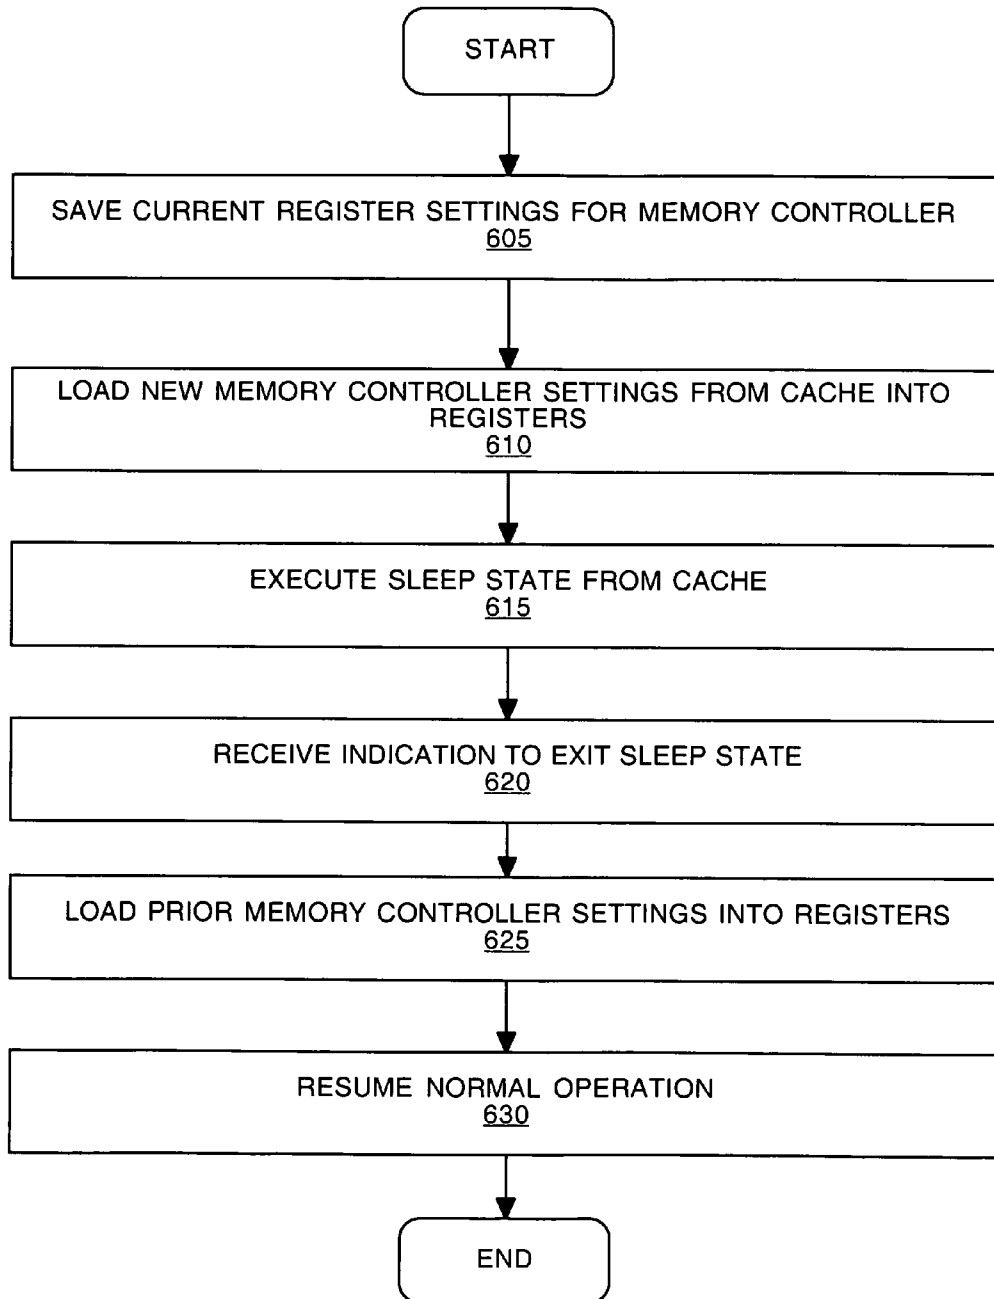 START
SAVE CURRENT REGISTER SETTINGS FOR MEMORY CONTROLLER
605
LOAD NEW MEMORY CONTROLLER SETTINGS FROM CACHE INTO
REGISTERS
610
EXECUTE SLEEP STATE FROM CACHE
615
RECEIVE INDICATION TO EXIT SLEEP STATE
620
LOAD PRIOR MEMORY CONTROLLER SETTINGS INTO REGISTERS
625
RESUME NORMAL OPERATION
630
END